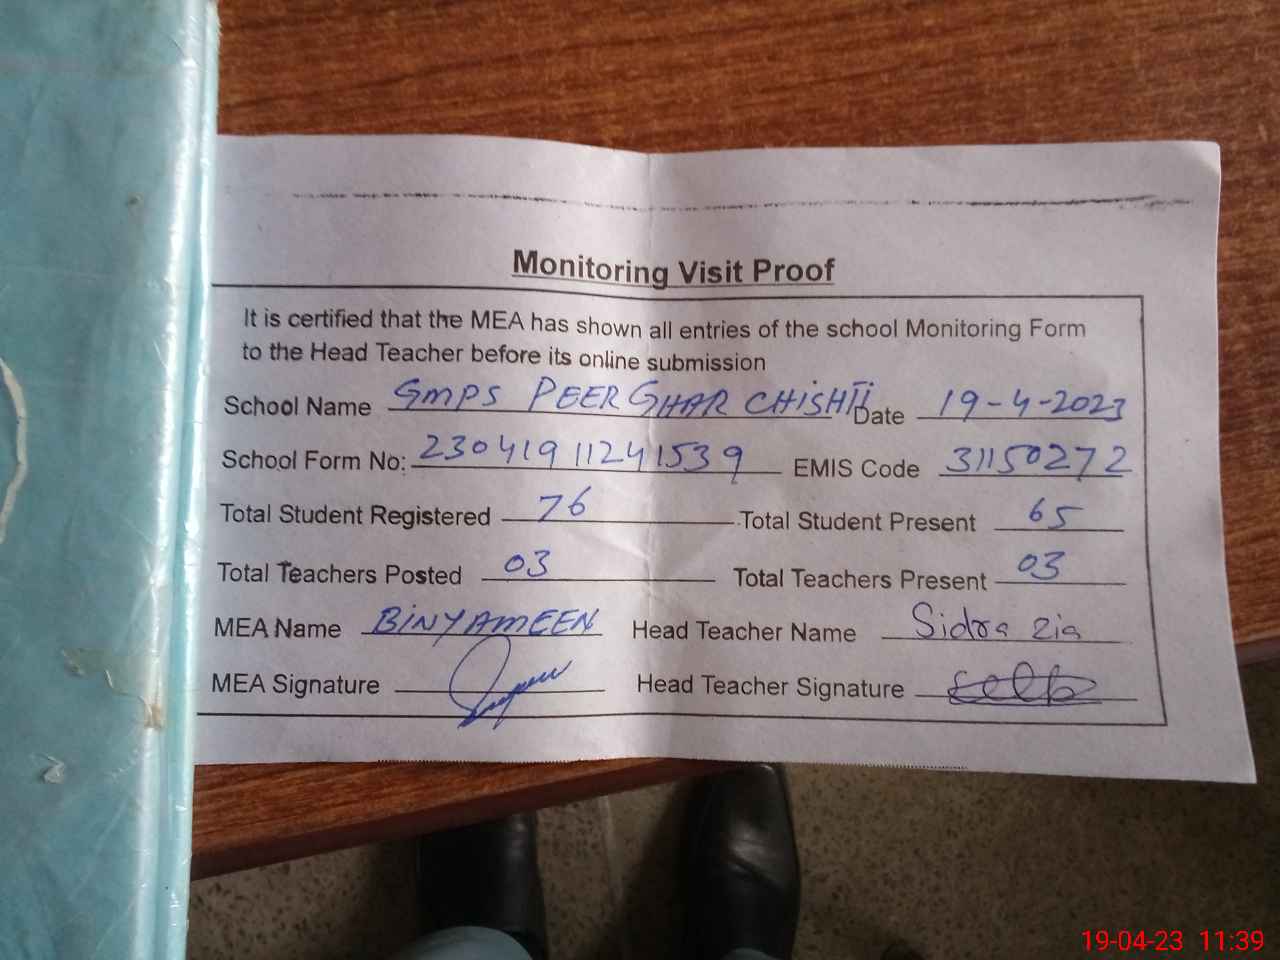 Monitoring Visit Proof
It is certified that the MEA has shown all entries of the school Monitoring Form
to the Head Teacher before its online submission
School Name GMPS PEER GHAR CHISHTI Date 19-4-2023
School Form No: 23041911241539 EMIS Code 31150272
Total Student Registered 76 Total Student Present 65
Total Teachers Posted 03 Total Teachers Present 03
MEA Name BINYAMEEN Head Teacher Name Sidra Zia
MEA Signature Head Teacher Signature
19-04-23 11:39